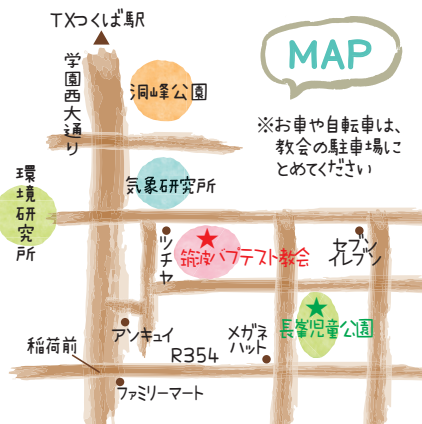 TXつくば駅
MAP
学園西大通り
洞峰公園
※お車や自転車は、
教会の駐車場に
とめてください
気象研究所
環境研究所
ツチヤ
筑波バプテスト教会
セブン
イレブン
長峯児童公園
アンキュイ
メガネ
ハット
R354
稲荷前
ファミリーマート